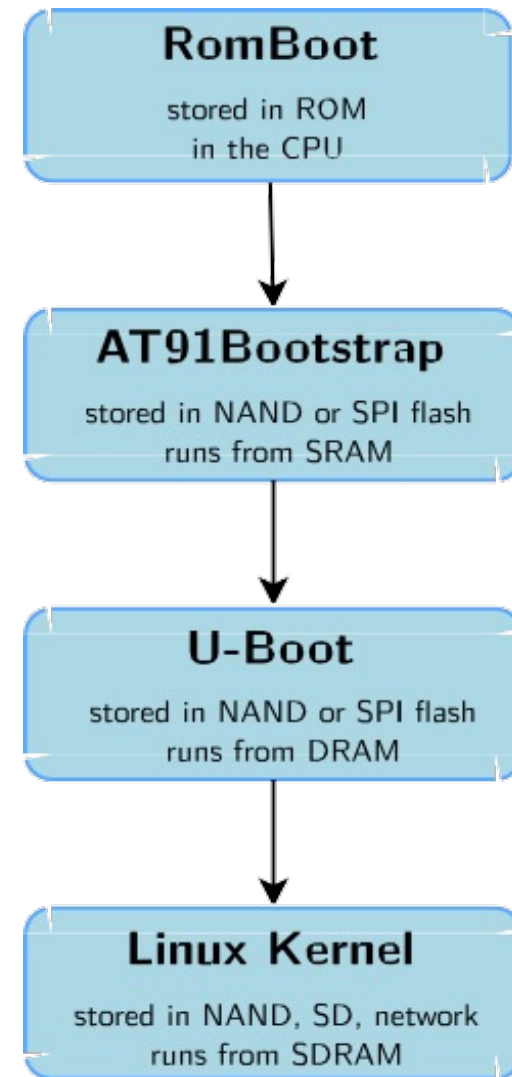 RomBoot
stored in ROM
in the CPU
AT91Bootstrap
stored in NAND or SPI flash
runs from SRAM
U-Boot
stored in NAND or SPI flash
runs from DRAM
Linux Kernel
stored in NAND, SD, network
runs from SDRAM